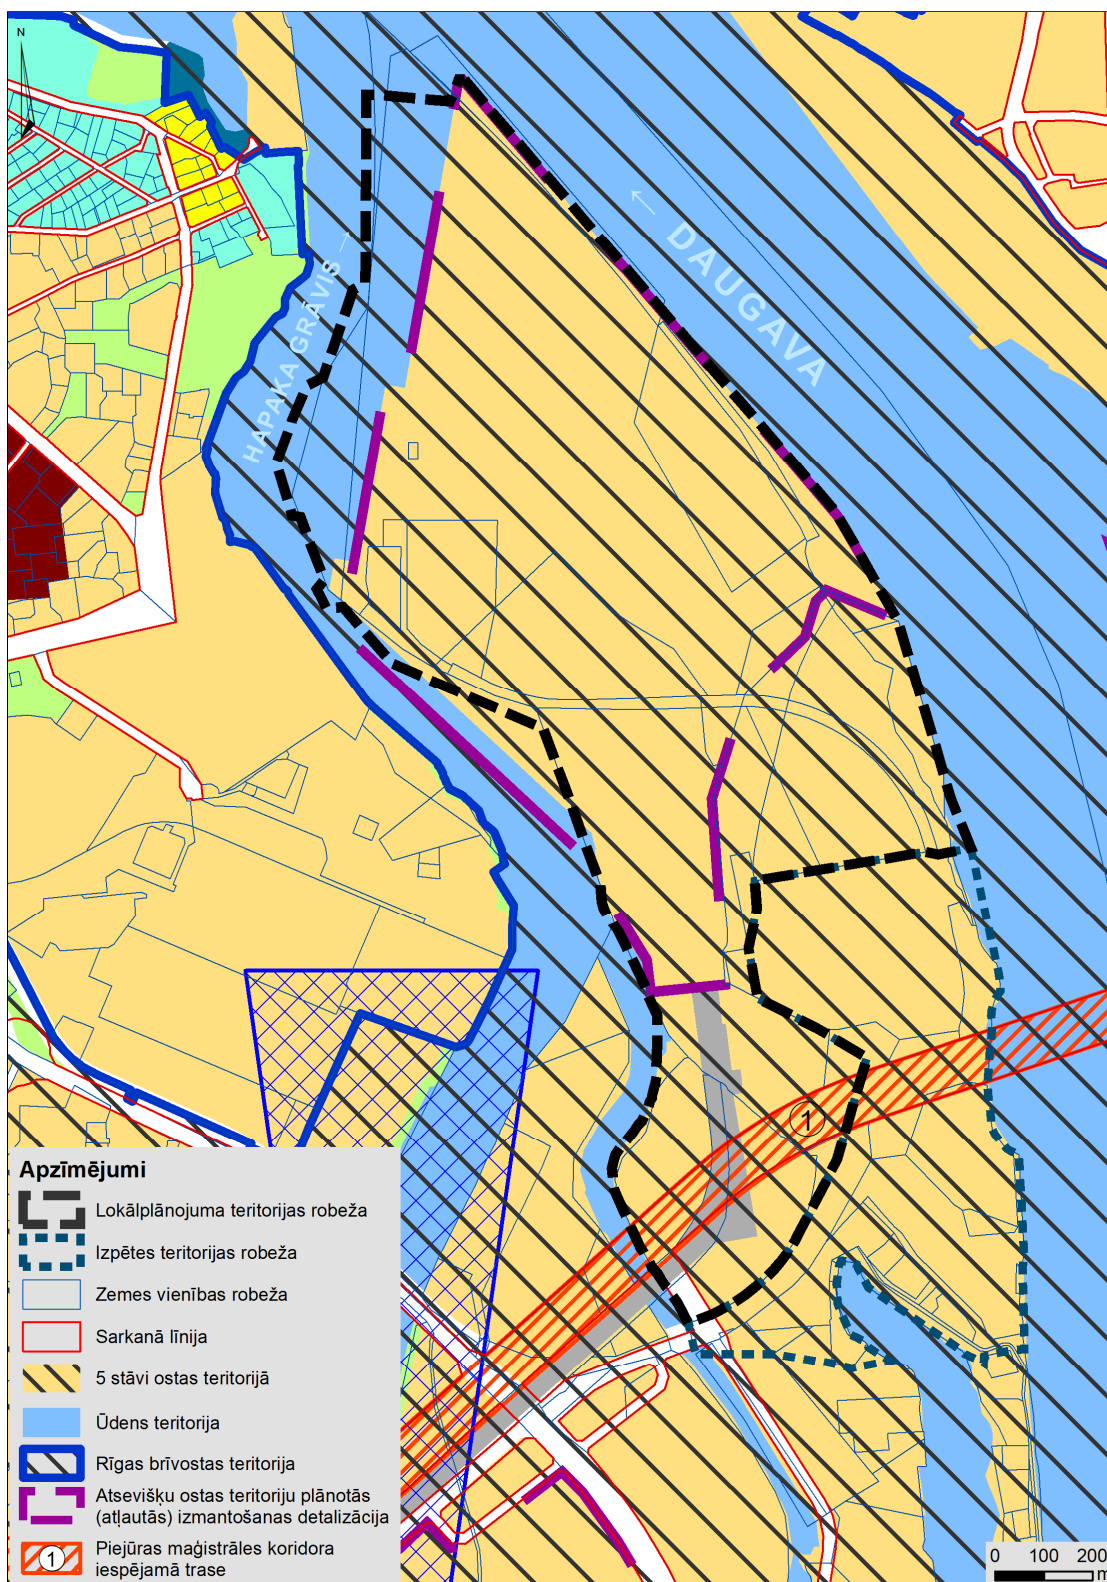 N
DAUGAVA
HAPAKA GRĀVIS
1
Apzīmējumi
Lokālplānojuma teritorijas robeža
Izpētes teritorijas robeža
Zemes vienības robeža
Sarkanā līnija
5 stāvi ostas teritorijā
Ūdens teritorija
Rīgas brīvostas teritorija
Atsevišķu ostas teritoriju plānotās
(atļautās) izmantošanas detalizācija
1
Piejūras maģistrāles koridora
iespējamā trase
0 100 200
m